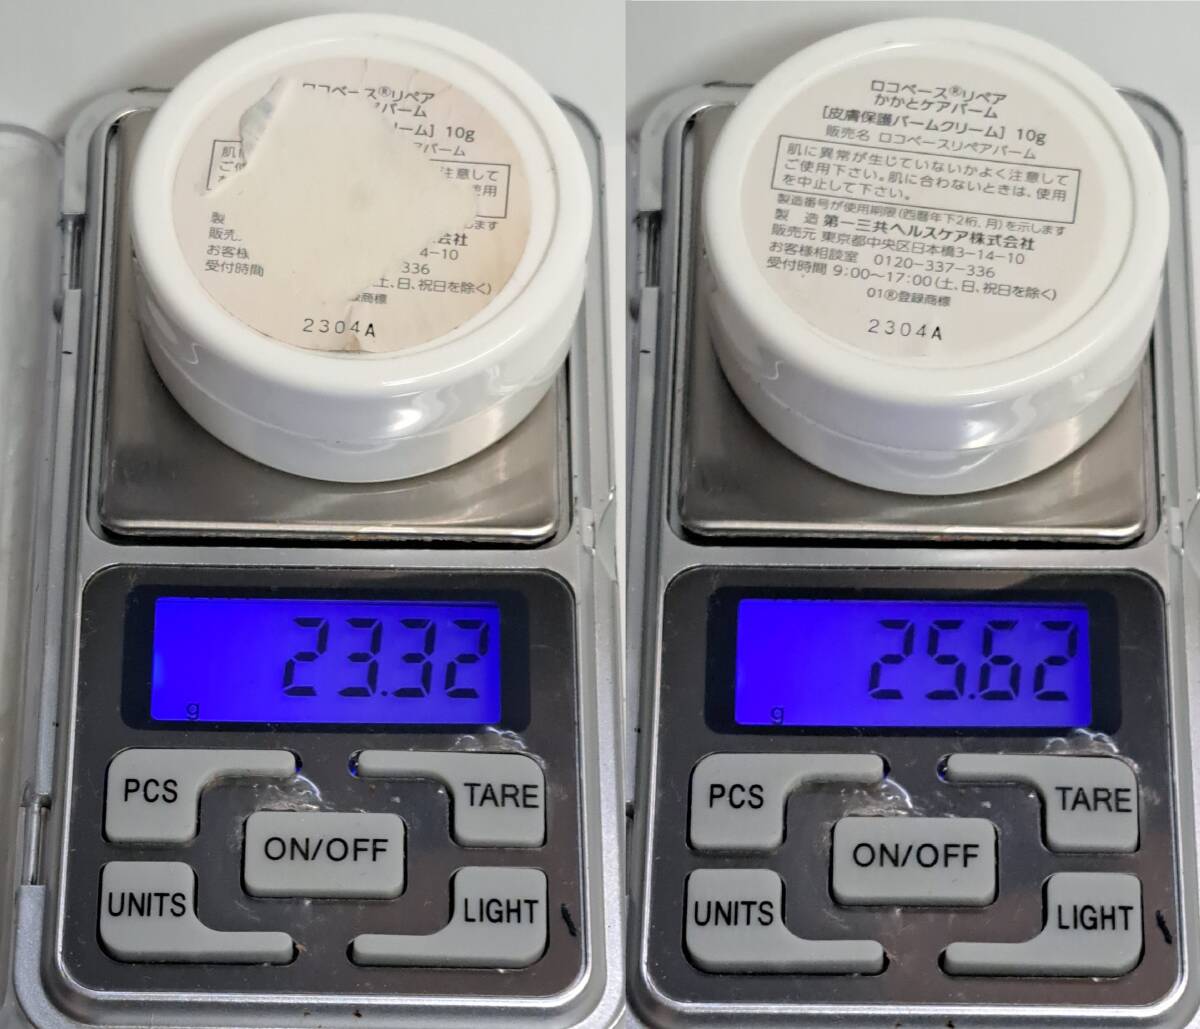 ロコベース®リペア
バーム
リーム] 10g
アバーム
注意して
使用
製
販売
会社
お客様
4-10
受付時間
336
(土、日、祝日を除く)
商標
2304A
23.32
g
PCS
TARE
ON/OFF
UNITS
LIGHT
ロコベース®リペア
かかとケアバーム
[皮膚保護バームクリーム] 10g
販売名 ロコベースリペアバーム
肌に異常が生じていないかよく注意して
ご使用下さい。肌に合わないときは、使用
を中止して下さい。
製造番号が使用期限(西暦年下2桁、月)を示します
製 造 第一三共ヘルスケア株式会社
販売元 東京都中央区日本橋3-14-10
お客様相談室 0120-337-336
受付時間 9:00～17:00(土、日、祝日を除く)
01®登録商標
2304A
25.62
g
PCS
TARE
ON/OFF
UNITS
LIGHT